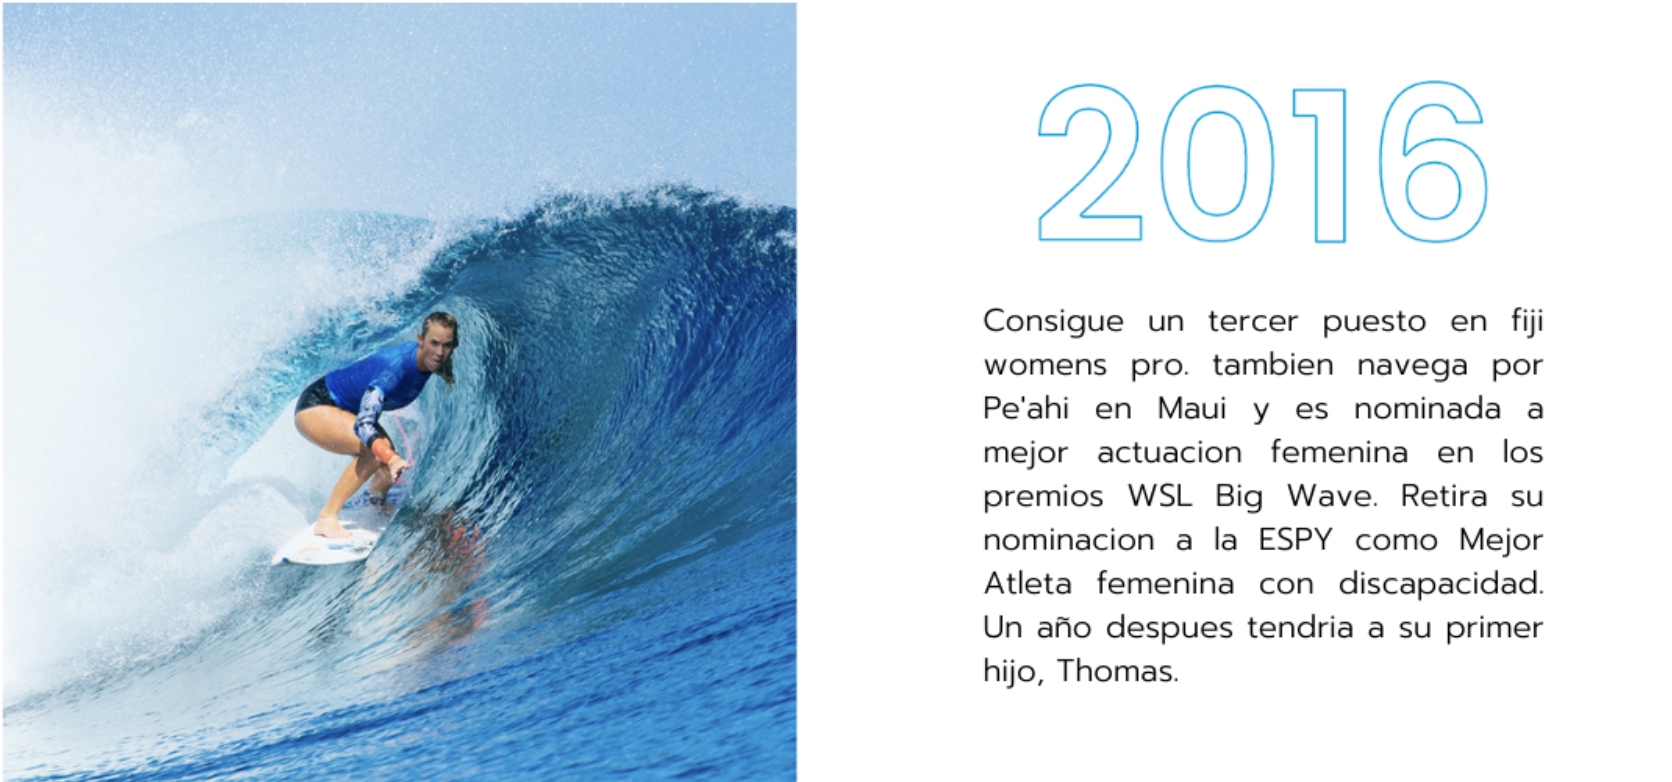 2016
Consigue un tercer puesto en fiji
womens pro. tambien navega por
Pe'ahi en Maui y es nominada a
mejor actuacion femenina en los
premios WSL Big Wave. Retira su
nominacion a la ESPY como Mejor
Atleta femenina con discapacidad.
Un año despues tendria a su primer
hijo, Thomas.